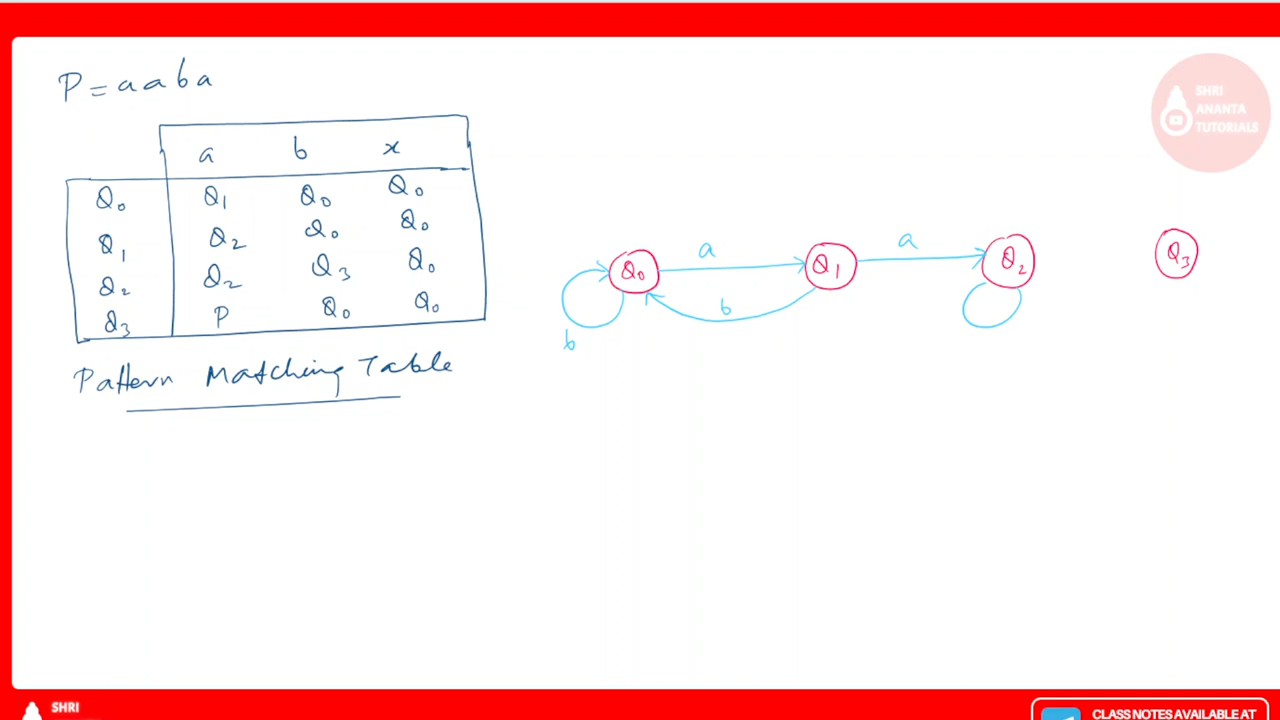 P = a a b a
SHRI
ANANTA
TUTORIALS
a b x
Q₀ Q₁ Q₀ Q₀
Q₁ Q₂ Q₀ Q₀
Q₂ Q₂ Q₃ Q₀
Q₃ P Q₀ Q₀
Pattern Matching Table
a a
Q₀ Q₁ Q₂ Q₃
b
b
SHRI
CLASS NOTES AVAILABLE AT